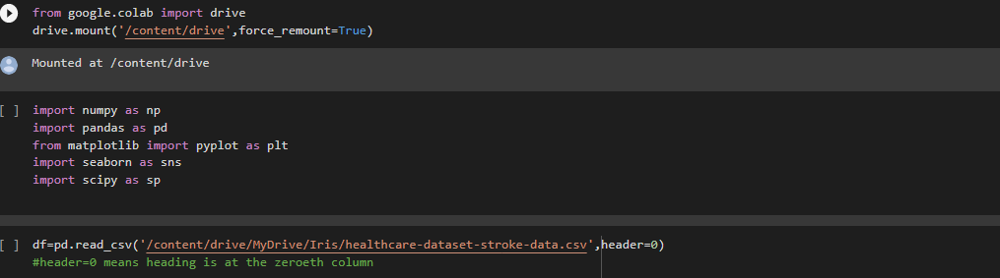 from google.colab import drive
drive.mount('/content/drive',force_remount=True)
Mounted at /content/drive
[ ] import numpy as np
import pandas as pd
from matplotlib import pyplot as plt
import seaborn as sns
import scipy as sp
[ ] df=pd.read_csv('/content/drive/MyDrive/Iris/healthcare-dataset-stroke-data.csv',header=0)
#header=0 means heading is at the zeroeth column